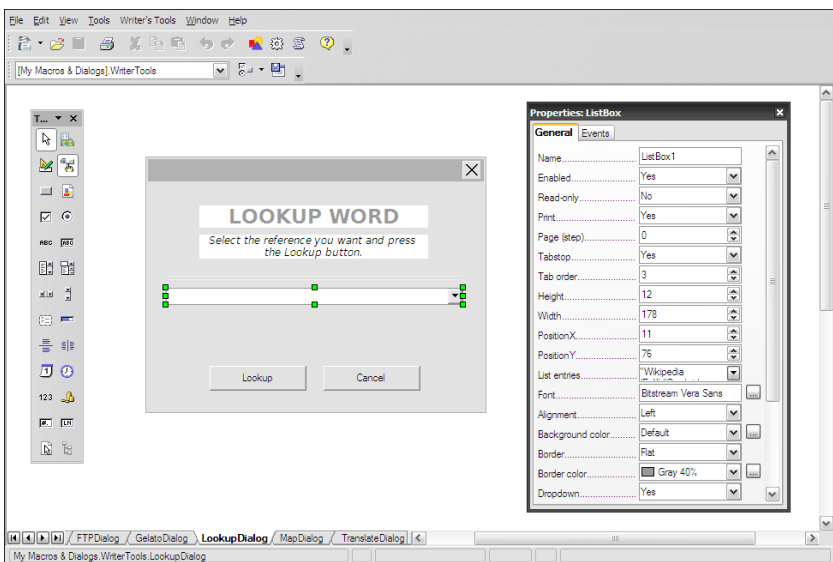 File Edit View Tools Writer's Tools Window Help
[My Macros & Dialogs].WriterTools
T...
ABC
ABC
123
LOOKUP WORD
Select the reference you want and press
the Lookup button.
Lookup Cancel
Properties: ListBox
General Events
Name ListBox1
Enabled Yes
Read-only No
Print Yes
Page (step) 0
Tabstop Yes
Tab order 3
Height 12
Width 178
PositionX 11
PositionY 76
List entries "Wikipedia
Font Bitstream Vera Sans
Alignment Left
Background color Default
Border Flat
Border color Gray 40%
Dropdown Yes
FTPDialog GelatoDialog LookupDialog MapDialog TranslateDialog
My Macros & Dialogs.WriterTools.LookupDialog